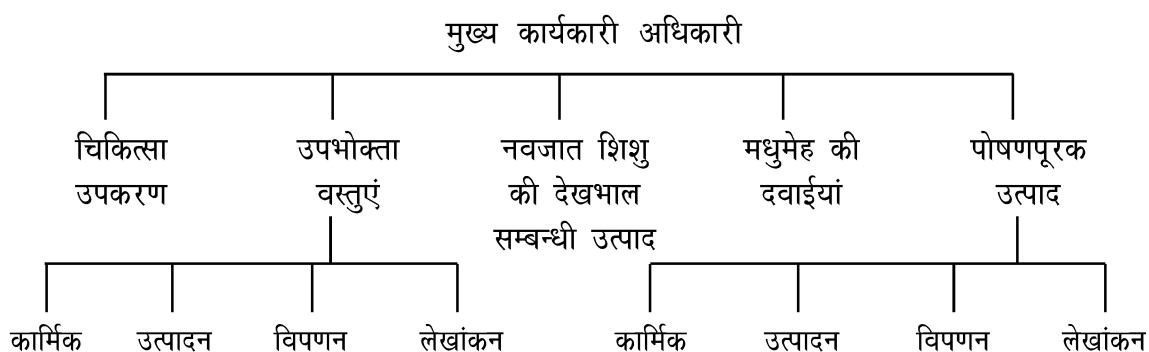 मुख्य कार्यकारी अधिकारी
चिकित्सा उपभोक्ता नवजात शिशु मधुमेह की पोषणपूरक
उपकरण वस्तुएं की देखभाल दवाईयां उत्पाद
सम्बन्धी उत्पाद
कार्मिक उत्पादन विपणन लेखांकन कार्मिक उत्पादन विपणन लेखांकन